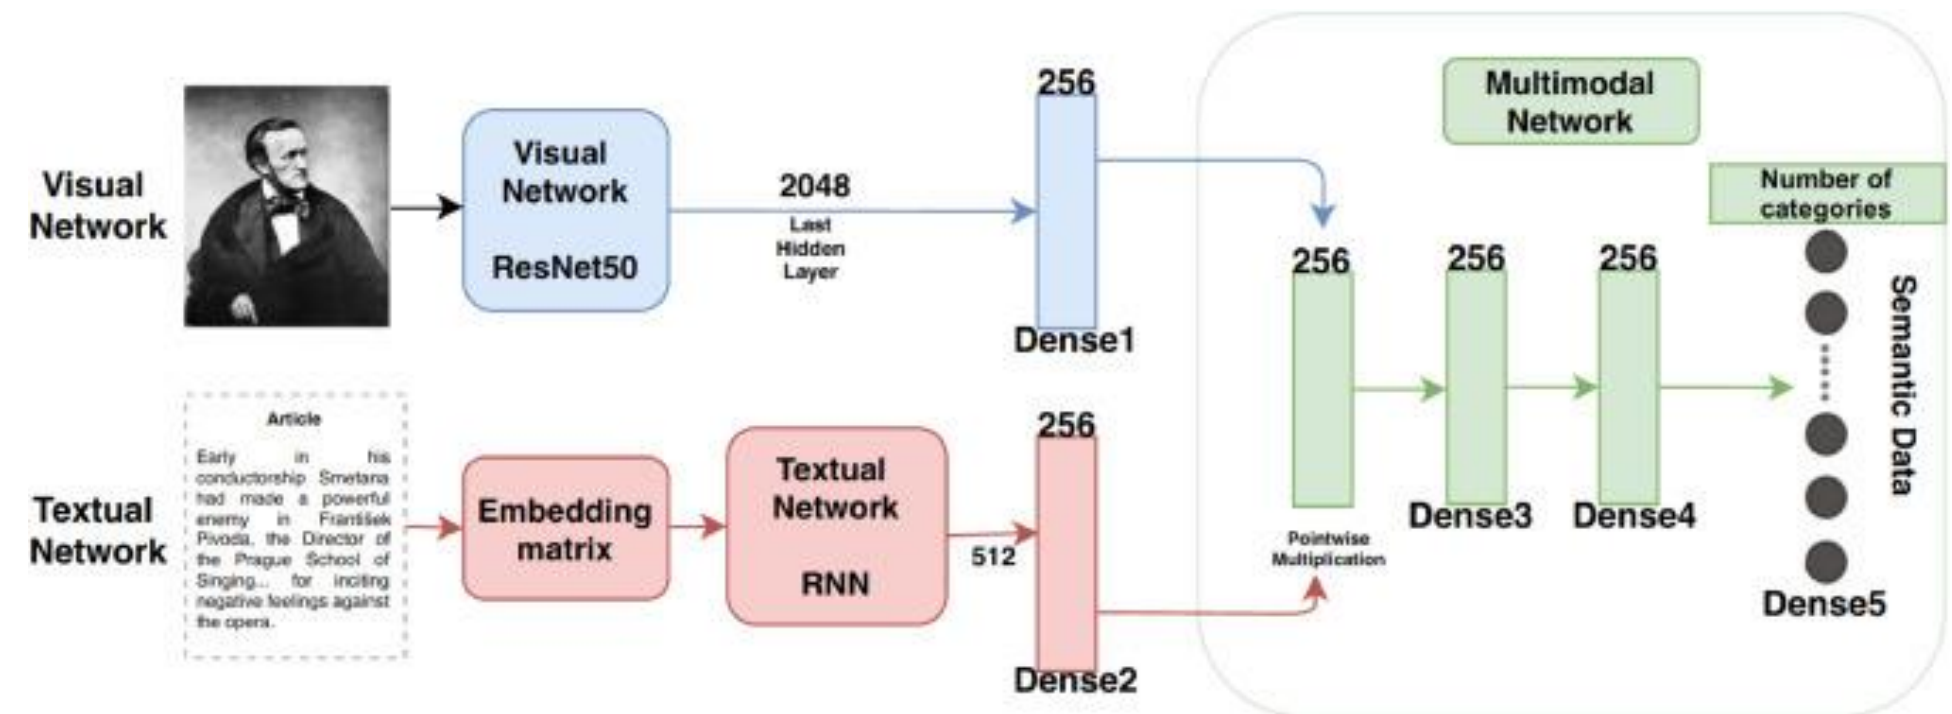 Visual
Network
Visual
Network
ResNet50
2048
Last
Hidden
Layer
256
Dense1
Textual
Network
Article
Early in his
conductorship Smetana
had made a powerful
enemy in František
Pivoda, the Director of
the Prague School of
Singing... for inciting
negative feelings against
the opera.
Embedding
matrix
Textual
Network
RNN
512
256
Dense2
Multimodal
Network
256
Pointwise
Multiplication
256
Dense3
256
Dense4
Number of
categories
Dense5
Semantic Data